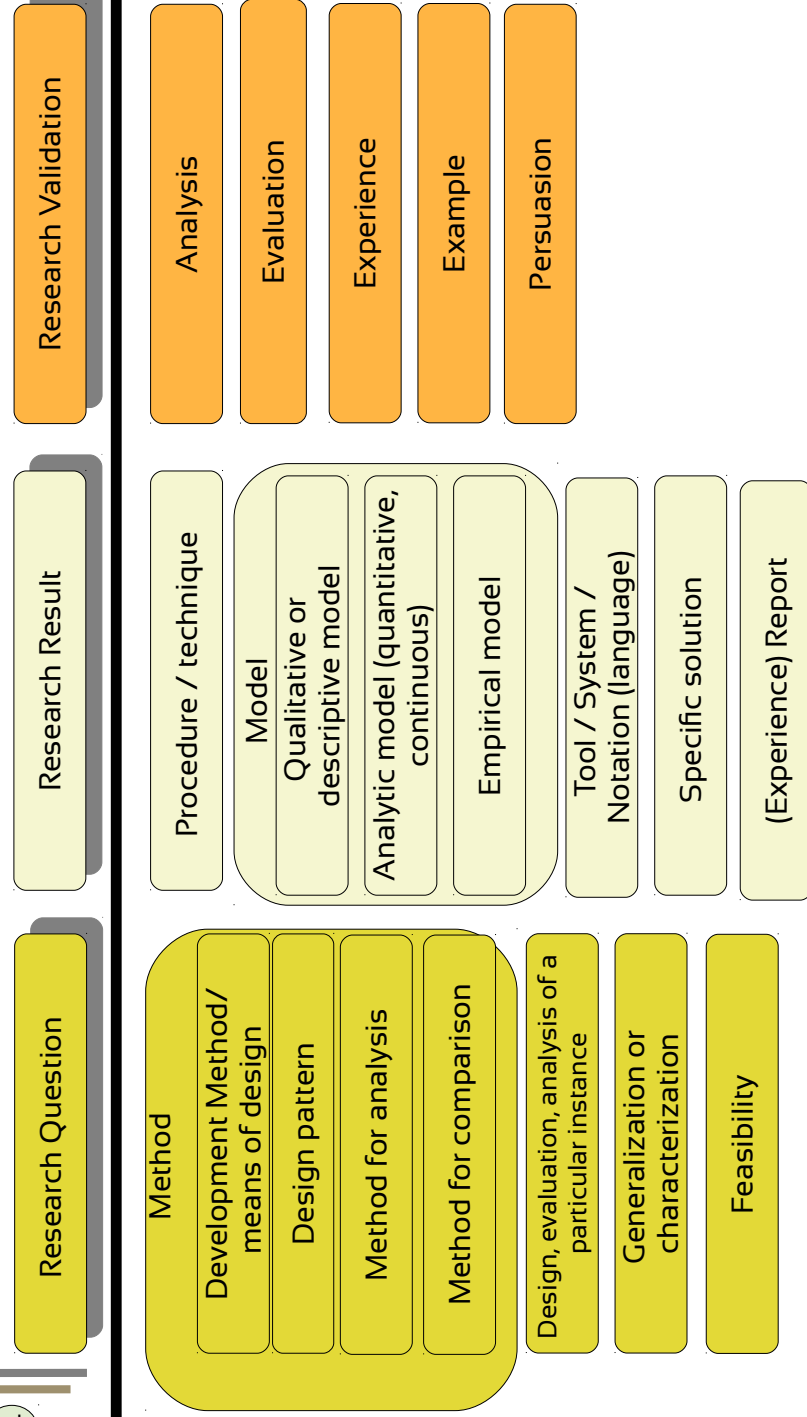 Research Question
Method
Development Method/
means of design
Design pattern
Method for analysis
Method for comparison
Design, evaluation, analysis of a
particular instance
Generalization or
characterization
Feasibility
Research Result
Procedure / technique
Model
Qualitative or
descriptive model
Analytic model (quantitative,
continuous)
Empirical model
Tool / System /
Notation (language)
Specific solution
(Experience) Report
Research Validation
Analysis
Evaluation
Experience
Example
Persuasion